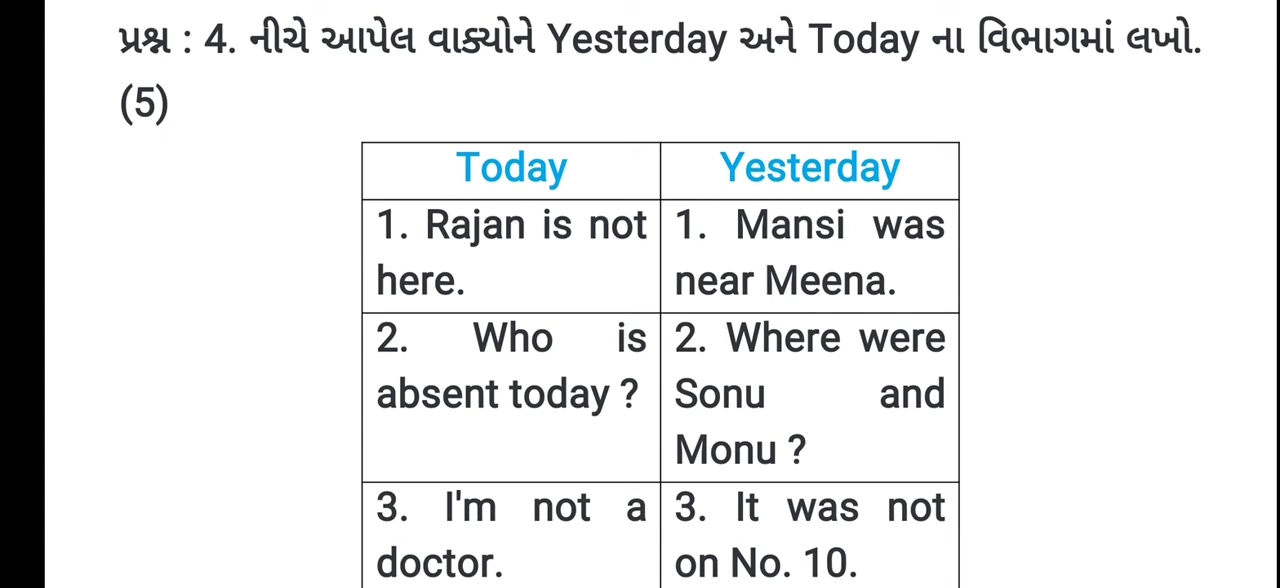 પ્રશ્ન : 4. નીચે આપેલ વાક્યોને Yesterday અને Today ના વિભાગમાં લખો.
(5)
Today
Yesterday
1. Rajan is not
here.
1. Mansi was
near Meena.
2. Who is
absent today ?
2. Where were
Sonu and
Monu ?
3. I'm not a
doctor.
3. It was not
on No. 10.